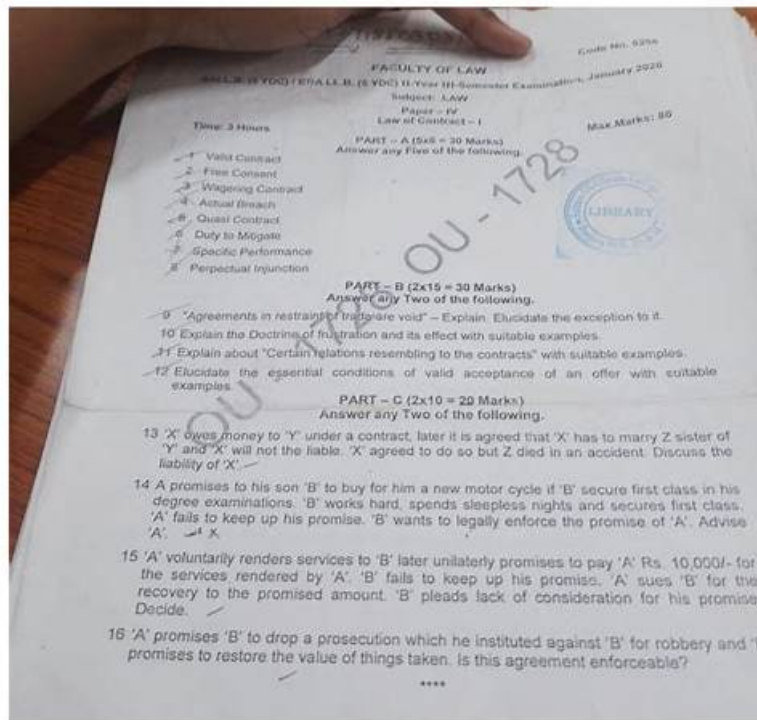 Code No.
FACULTY OF LAW
(5 YDC) / (5 YDC) II-Year III-Semester Examination, January 2020
Subject: LAW
Paper – IV
Law of Contract – I
Time: 3 Hours
Max.Marks: 80
PART – A (5x6 = 30 Marks)
Answer any Five of the following.
1 Valid Contract
2 Free Consent
3 Wagering Contract
4 Actual Breach
5 Quasi Contract
6 Duty to Mitigate
7 Specific Performance
8 Perpectual Injunction
LIBRARY
OU - 1728 OU - 1728
PART – B (2x15 = 30 Marks)
Answer any Two of the following.
9 "Agreements in restraint of trade are void" – Explain. Elucidate the exception to it.
10 Explain the Doctrine of frustration and its effect with suitable examples
11 Explain about "Certain relations resembling to the contracts" with suitable examples.
12 Elucidate the essential conditions of valid acceptance of an offer with suitable
examples.
PART – C (2x10 = 20 Marks)
Answer any Two of the following.
13 'X' owes money to 'Y' under a contract, later it is agreed that 'X' has to marry Z sister of
'Y' and 'X' will not the liable. 'X' agreed to do so but Z died in an accident. Discuss the
liability of 'X'.
14 A promises to his son 'B' to buy for him a new motor cycle if 'B' secure first class in his
degree examinations. 'B' works hard, spends sleepless nights and secures first class.
'A' fails to keep up his promise. 'B' wants to legally enforce the promise of 'A'. Advise
'A'.
15 'A' voluntarily renders services to 'B' later unilaterly promises to pay 'A' Rs. 10,000/- for
the services rendered by 'A'. 'B' fails to keep up his promise. 'A' sues 'B' for the
recovery to the promised amount. 'B' pleads lack of consideration for his promise
Decide.
16 'A' promises 'B' to drop a prosecution which he instituted against 'B' for robbery and
promises to restore the value of things taken. Is this agreement enforceable?
****